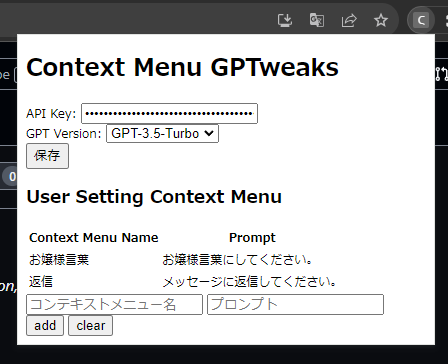 C
Context Menu GPTweaks
API Key: ••••••••••••••••••••••••••••••••••••••
GPT Version: GPT-3.5-Turbo
保存
User Setting Context Menu
Context Menu Name Prompt
お嬢様言葉 お嬢様言葉にしてください。
返信 メッセージに返信してください。
コンテキストメニュー名 プロンプト
add clear